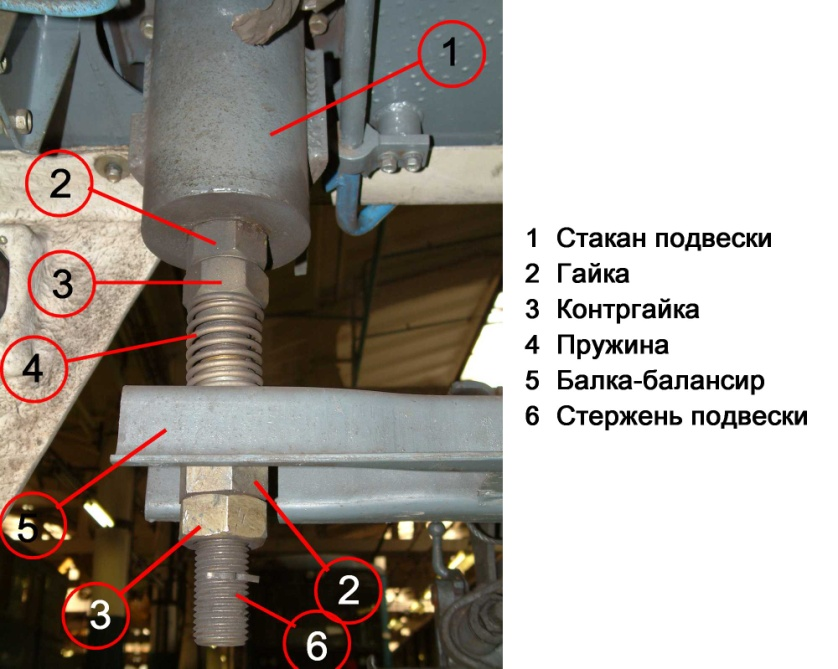 1
2
3
4
5
3
2
6
1 Стакан подвески
2 Гайка
3 Контргайка
4 Пружина
5 Балка-балансир
6 Стержень подвески